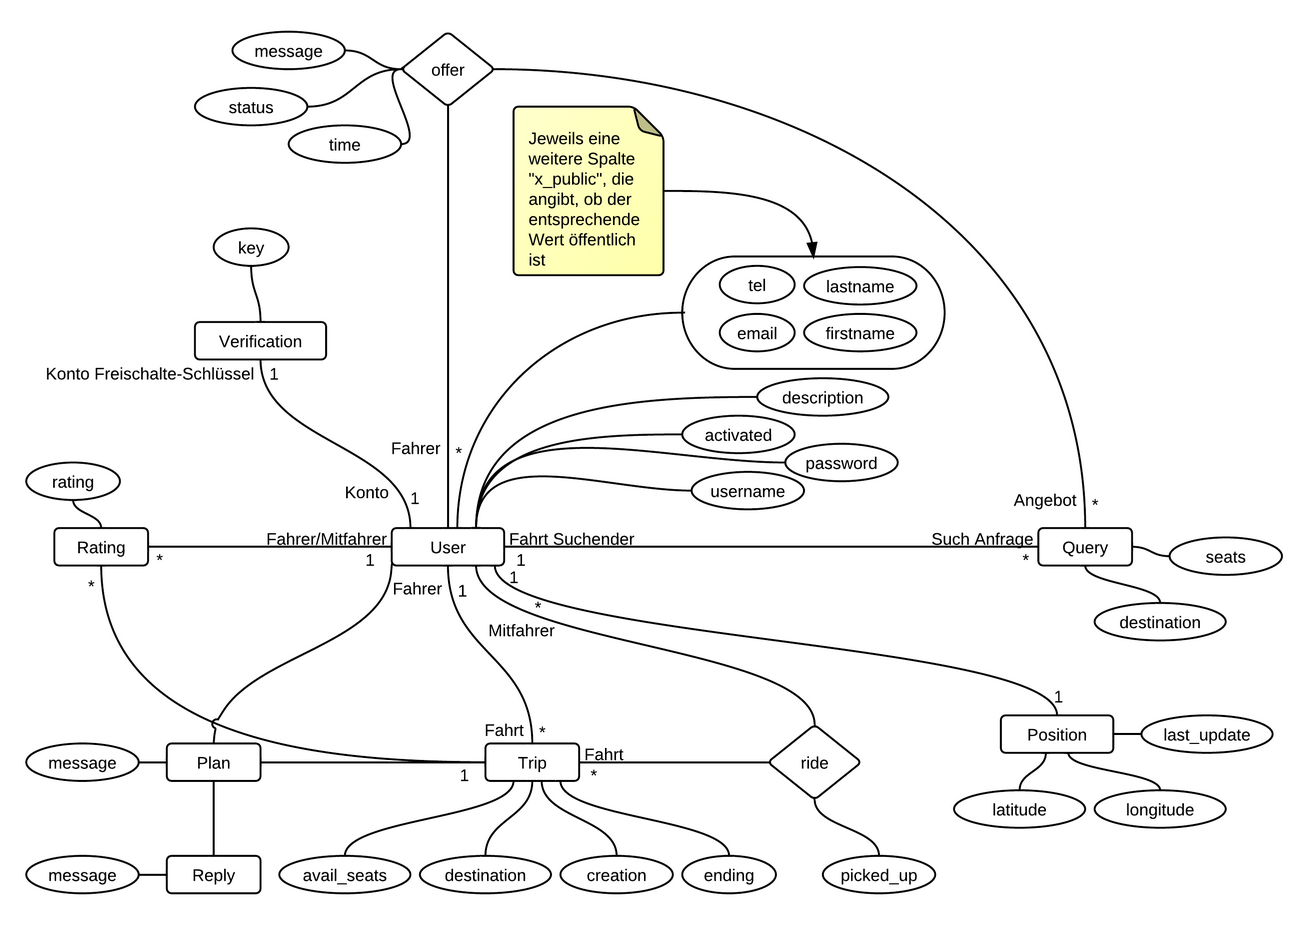 message
offer
status
time
Jeweils eine
weitere Spalte
"x_public", die
angibt, ob der
entsprechende
Wert öffentlich
ist
key
tel
lastname
email
firstname
Verification
Konto Freischalte-Schlüssel 1
description
activated
Fahrer *
password
rating
username
Konto 1
Angebot *
Rating
*
Fahrer/Mitfahrer
1
User
Fahrt Suchender
1
Such Anfrage
*
Query
seats
*
Fahrer 1
1
*
destination
Mitfahrer
1
Fahrt *
Position
last_update
message
Plan
1
Trip
Fahrt
*
ride
latitude
longitude
message
Reply
avail_seats
destination
creation
ending
picked_up